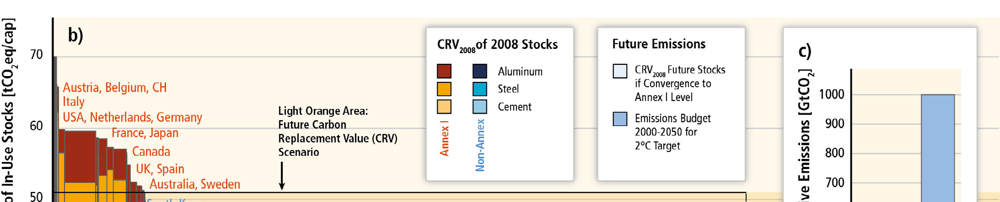 of In-Use Stocks [tCO2eq/cap]
b)
70
60
50
Austria, Belgium, CH
Italy
USA, Netherlands, Germany
France, Japan
Canada
UK, Spain
Australia, Sweden
Light Orange Area:
Future Carbon
Replacement Value (CRV)
Scenario
CRV2008of 2008 Stocks
Aluminum
Steel
Cement
Annex I
Non-Annex
Future Emissions
CRV2008 Future Stocks
if Convergence to
Annex I Level
Emissions Budget
2000-2050 for
2°C Target
c)
Emissions [GtCO2]
1000
900
800
700